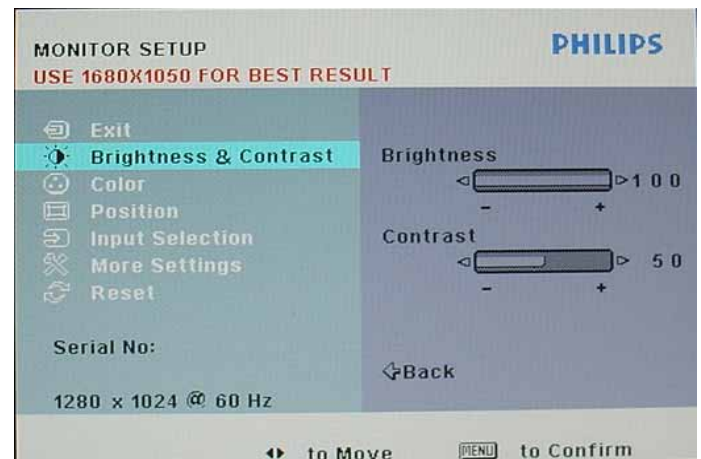 MONITOR SETUP
PHILIPS
USE 1680X1050 FOR BEST RESULT
Exit
Brightness & Contrast
Color
Position
Input Selection
More Settings
Reset
Serial No:
1280 x 1024 @ 60 Hz
Brightness
100
- +
Contrast
50
- +
Back
to Move
MENU to Confirm